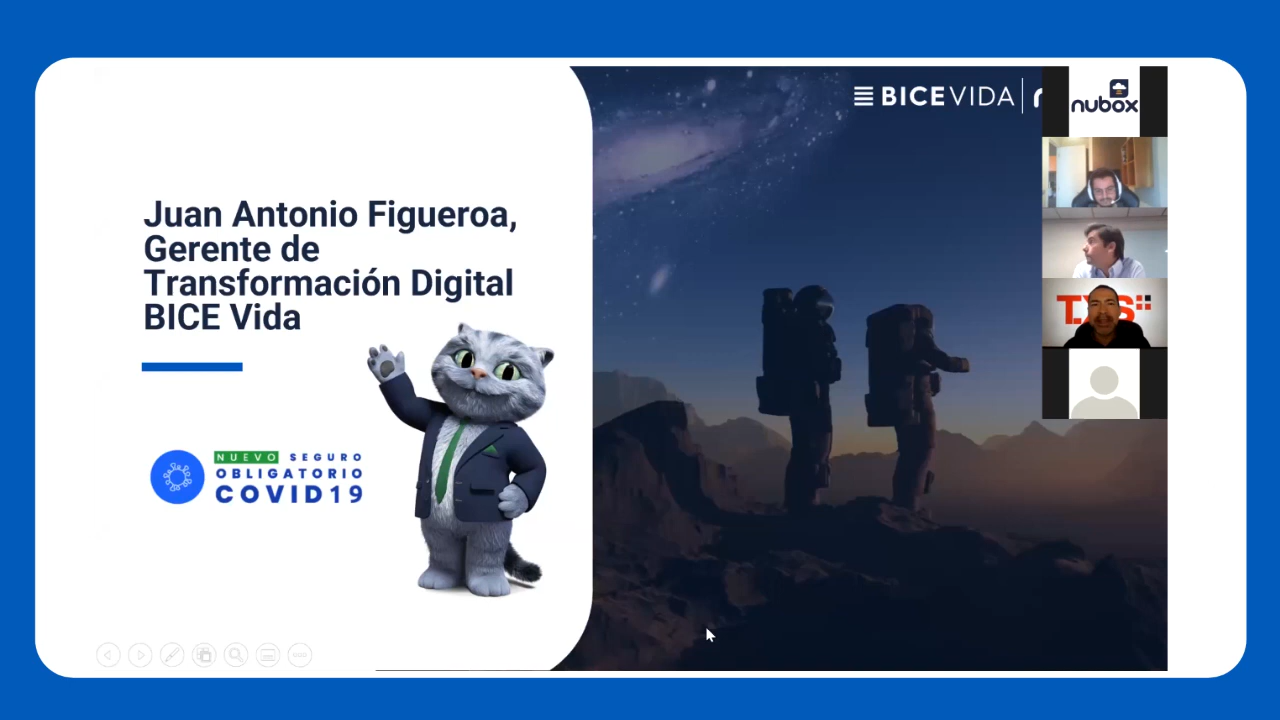 Juan Antonio Figueroa,
Gerente de
Transformación Digital
BICE Vida
NUEVO SEGURO
OBLIGATORIO
COVID19
BICEVIDA
nubox